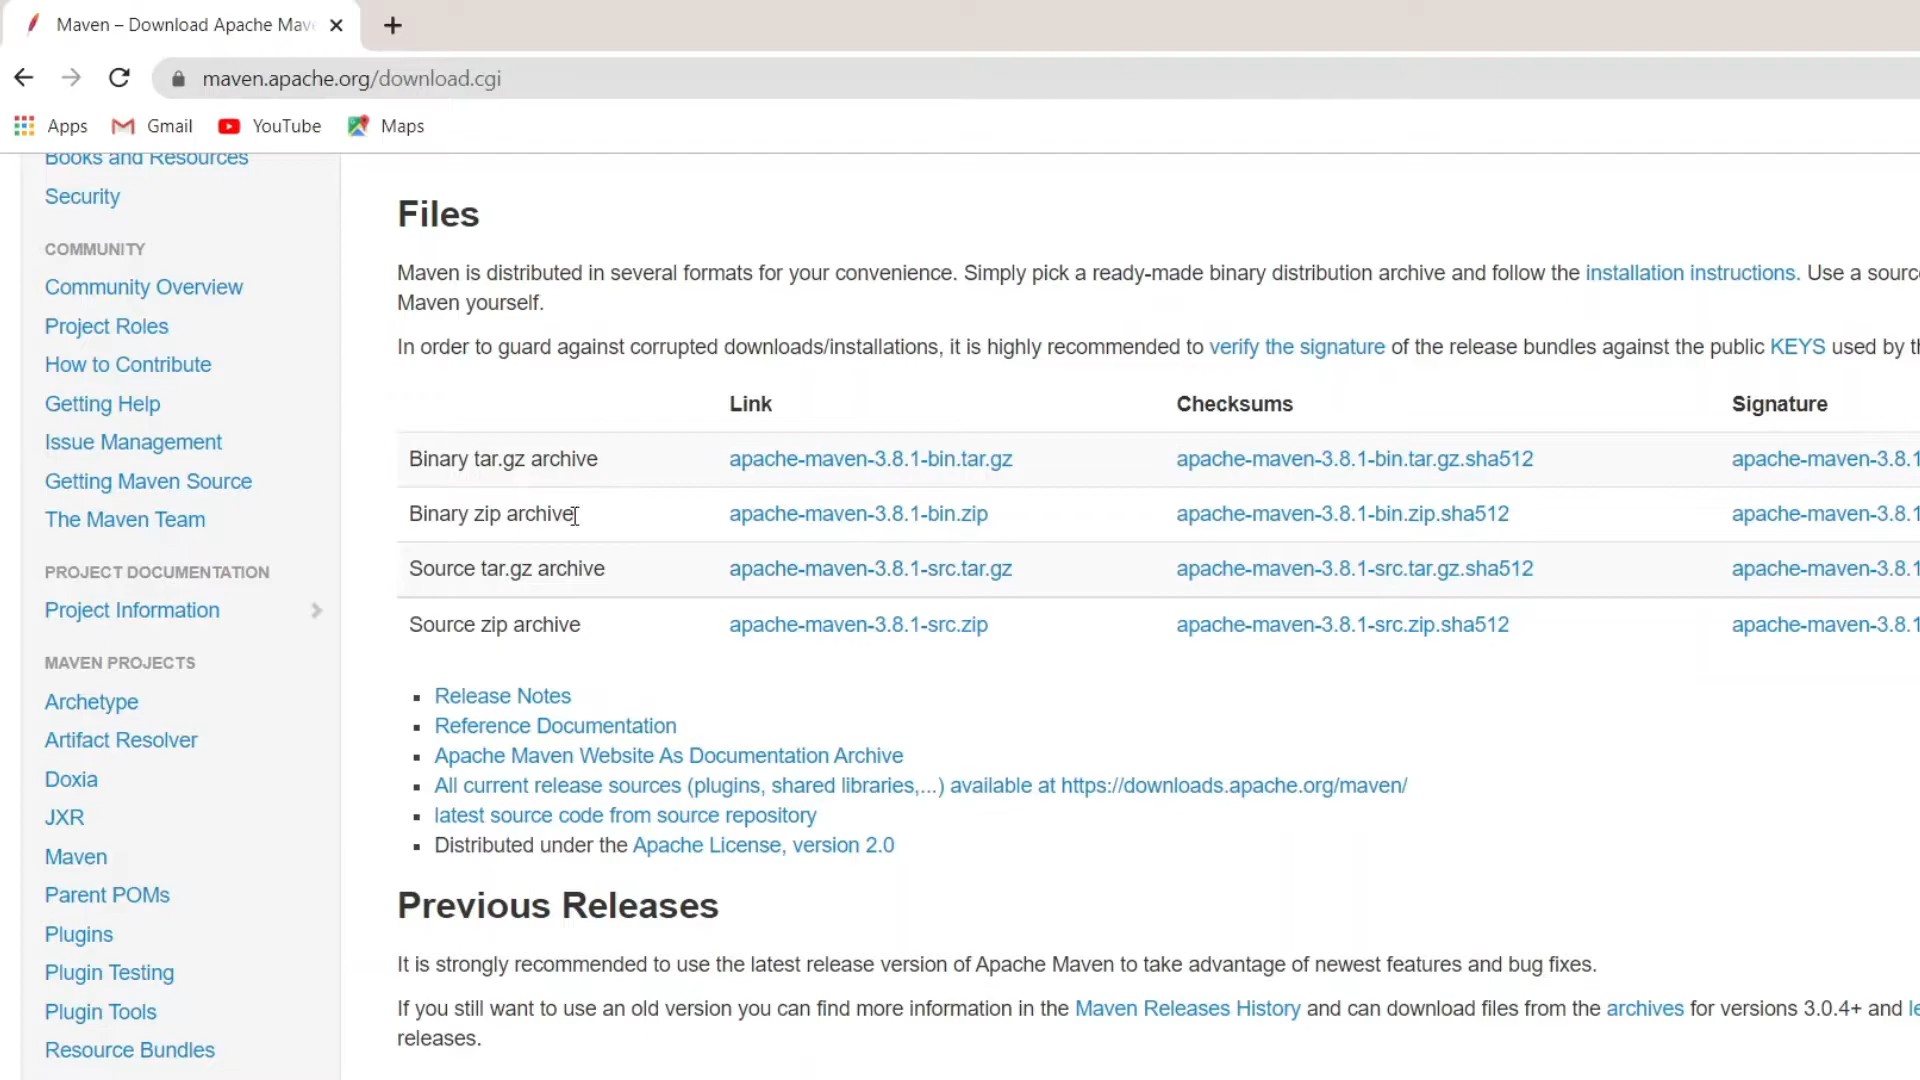 Maven – Download Apache Mav
maven.apache.org/download.cgi
Apps Gmail YouTube Maps
Books and Resources
Security
COMMUNITY
Community Overview
Project Roles
How to Contribute
Getting Help
Issue Management
Getting Maven Source
The Maven Team
PROJECT DOCUMENTATION
Project Information
MAVEN PROJECTS
Archetype
Artifact Resolver
Doxia
JXR
Maven
Parent POMs
Plugins
Plugin Testing
Plugin Tools
Resource Bundles
Files
Maven is distributed in several formats for your convenience. Simply pick a ready-made binary distribution archive and follow the installation instructions. Use a sourc
Maven yourself.
In order to guard against corrupted downloads/installations, it is highly recommended to verify the signature of the release bundles against the public KEYS used by th
Link Checksums Signature
Binary tar.gz archive apache-maven-3.8.1-bin.tar.gz apache-maven-3.8.1-bin.tar.gz.sha512 apache-maven-3.8.1
Binary zip archive apache-maven-3.8.1-bin.zip apache-maven-3.8.1-bin.zip.sha512 apache-maven-3.8.1
Source tar.gz archive apache-maven-3.8.1-src.tar.gz apache-maven-3.8.1-src.tar.gz.sha512 apache-maven-3.8.1
Source zip archive apache-maven-3.8.1-src.zip apache-maven-3.8.1-src.zip.sha512 apache-maven-3.8.1
Release Notes
Reference Documentation
Apache Maven Website As Documentation Archive
All current release sources (plugins, shared libraries,...) available at https://downloads.apache.org/maven/
latest source code from source repository
Distributed under the Apache License, version 2.0
Previous Releases
It is strongly recommended to use the latest release version of Apache Maven to take advantage of newest features and bug fixes.
If you still want to use an old version you can find more information in the Maven Releases History and can download files from the archives for versions 3.0.4+ and le
releases.